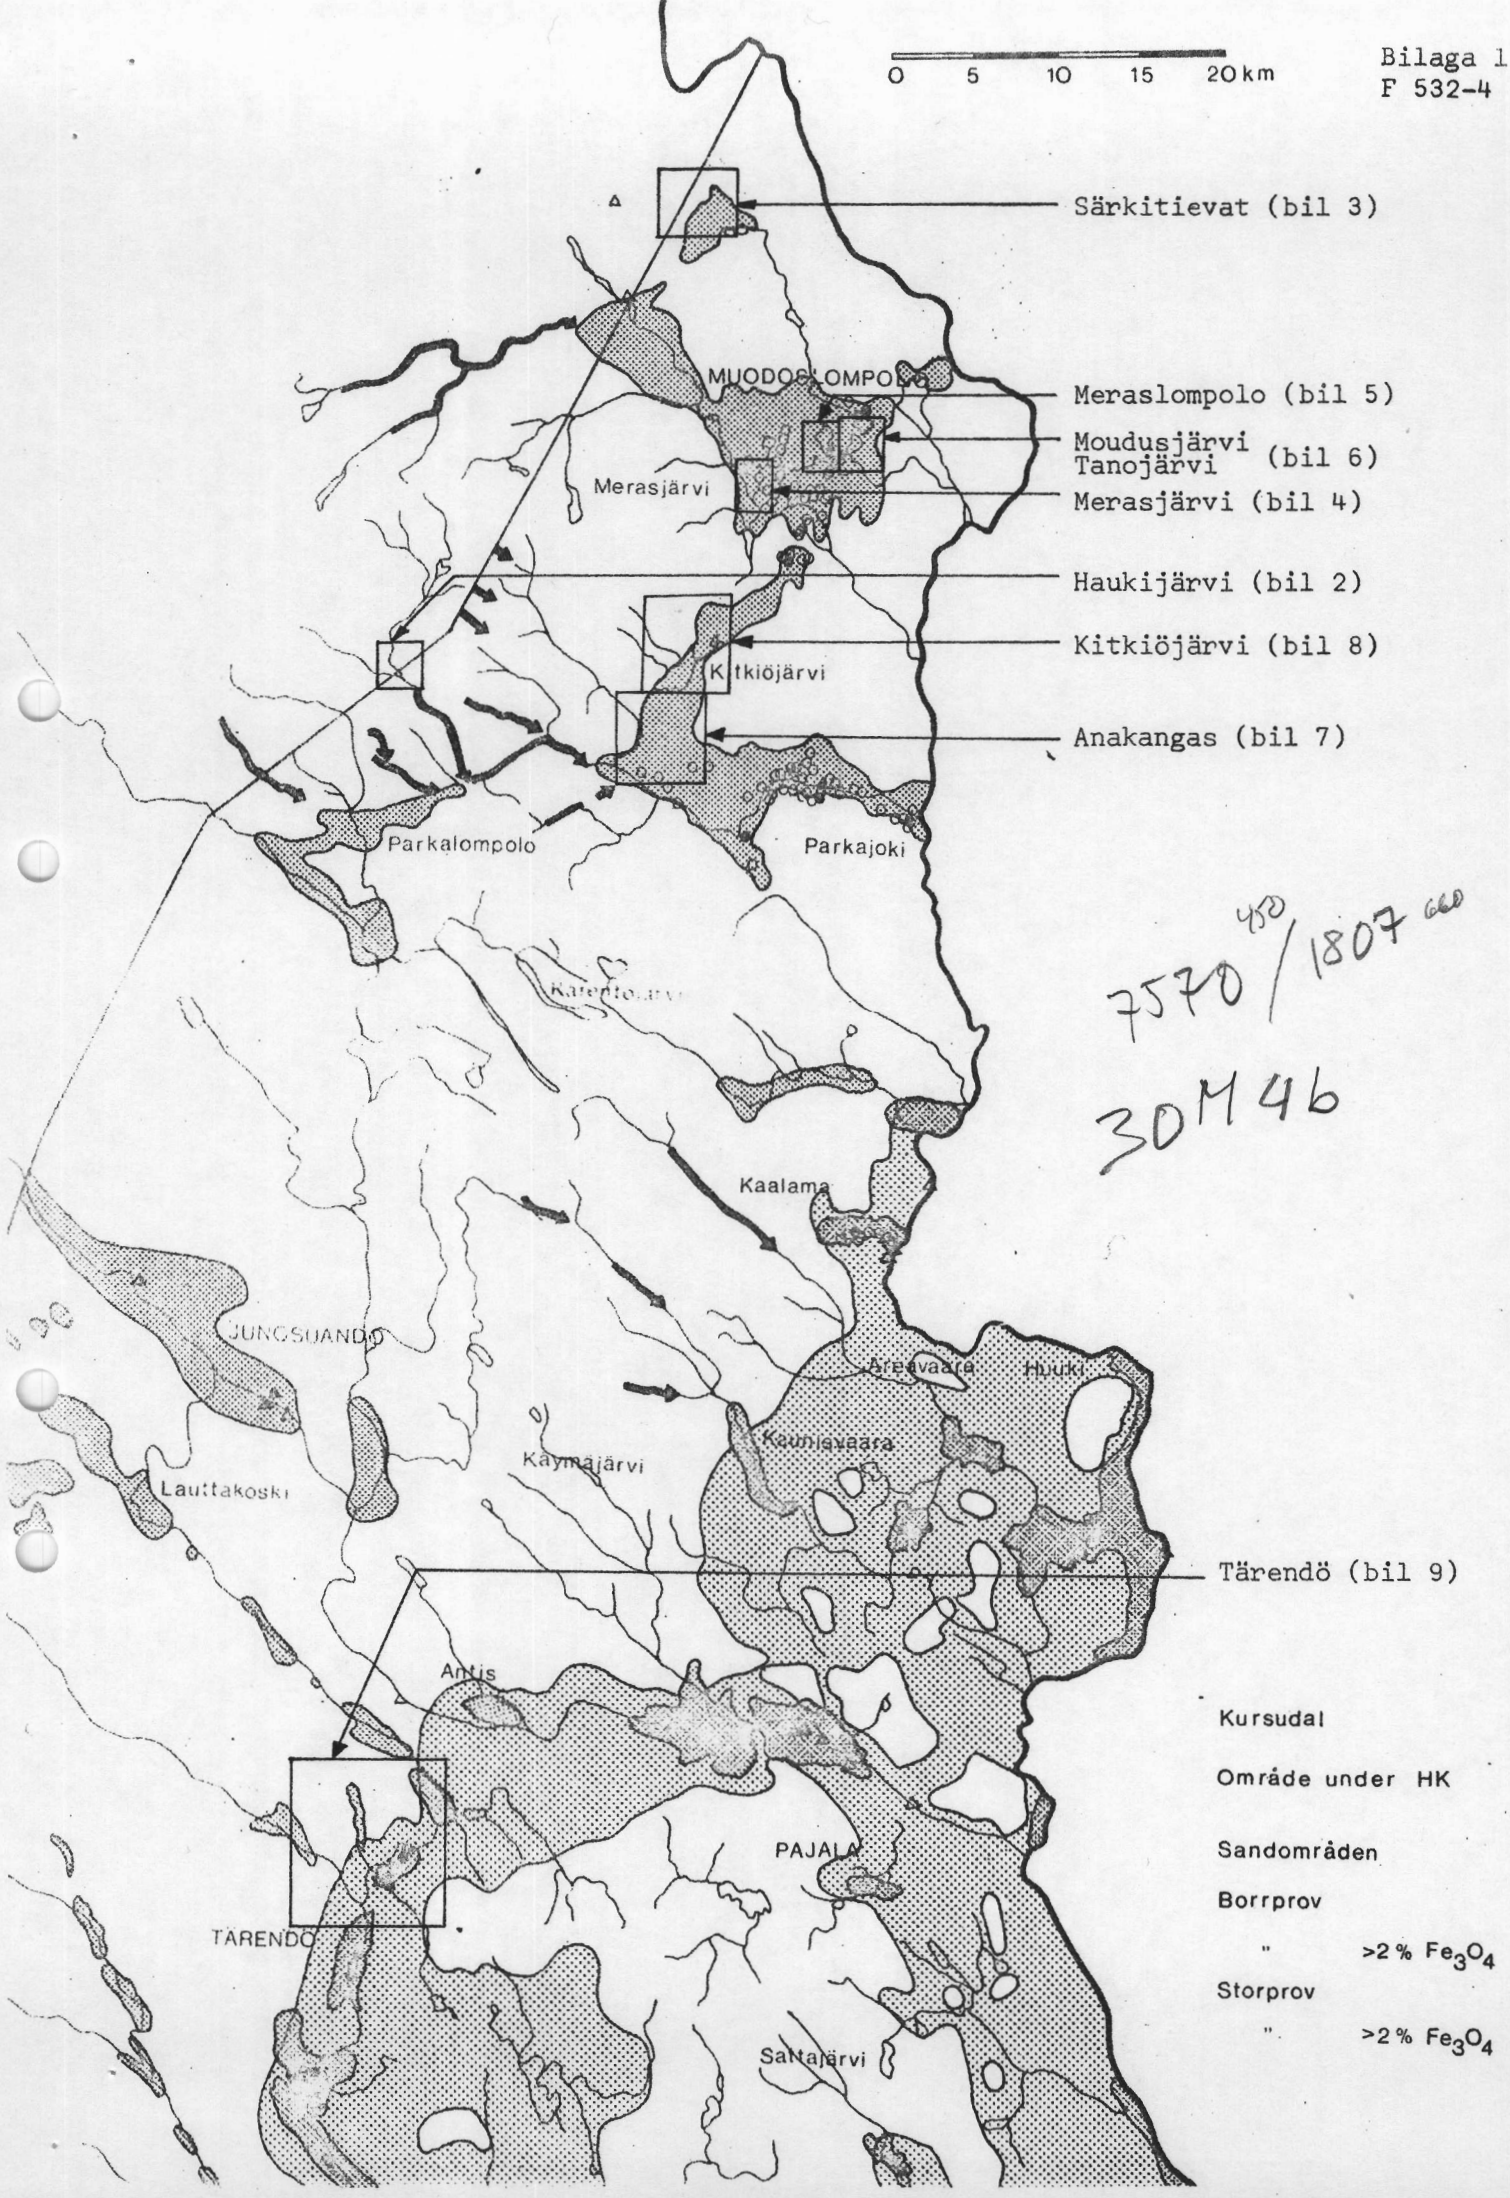 0 5 10 15 20 km
Bilaga 1
F 532-4
Särkitievat (bil 3)
MUODOSLOMPOLO
Meraslompolo (bil 5)
Moudusjärvi
Tanojärvi (bil 6)
Merasjärvi
Merasjärvi (bil 4)
Haukijärvi (bil 2)
Kitkiöjärvi (bil 8)
Kitkiöjärvi
Anakangas (bil 7)
Parkalompolo
Parkajoki
7570 450 / 1807 660
30M 4b
Kaalama
JUNOSUANDO
Areavaara
Huuki
Kaunisvaara
Käymäjärvi
Lauttakoski
Tärendö (bil 9)
Antis
Kursudal
Område under HK
PAJALA
Sandområden
Borrprov
" >2% Fe3O4
TÄRENDÖ
Storprov
" >2% Fe3O4
Sattajärvi